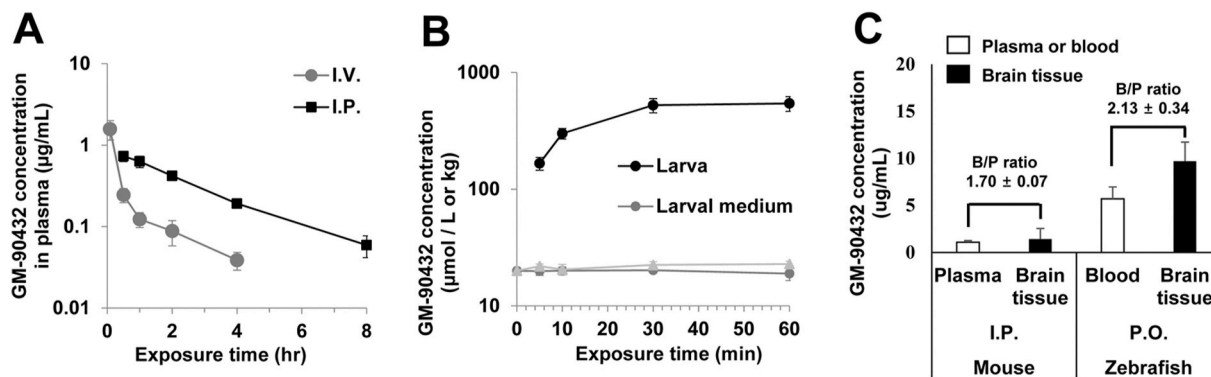 A
GM-90432 concentration
in plasma (µg/mL)
10
1
0.1
0.01
0
2
4
6
8
Exposure time (hr)
I.V.
I.P.
B
GM-90432 concentration
(µmol / L or kg)
1000
100
10
0
10
30
60
Exposure time (min)
Larva
Larval medium
C
Plasma or blood
Brain tissue
GM-90432 concentration
(ug/mL)
20
15
10
5
0
B/P ratio
1.70 ± 0.07
B/P ratio
2.13 ± 0.34
Plasma
Brain
tissue
Blood
Brain
tissue
I.P.
P.O.
Mouse
Zebrafish